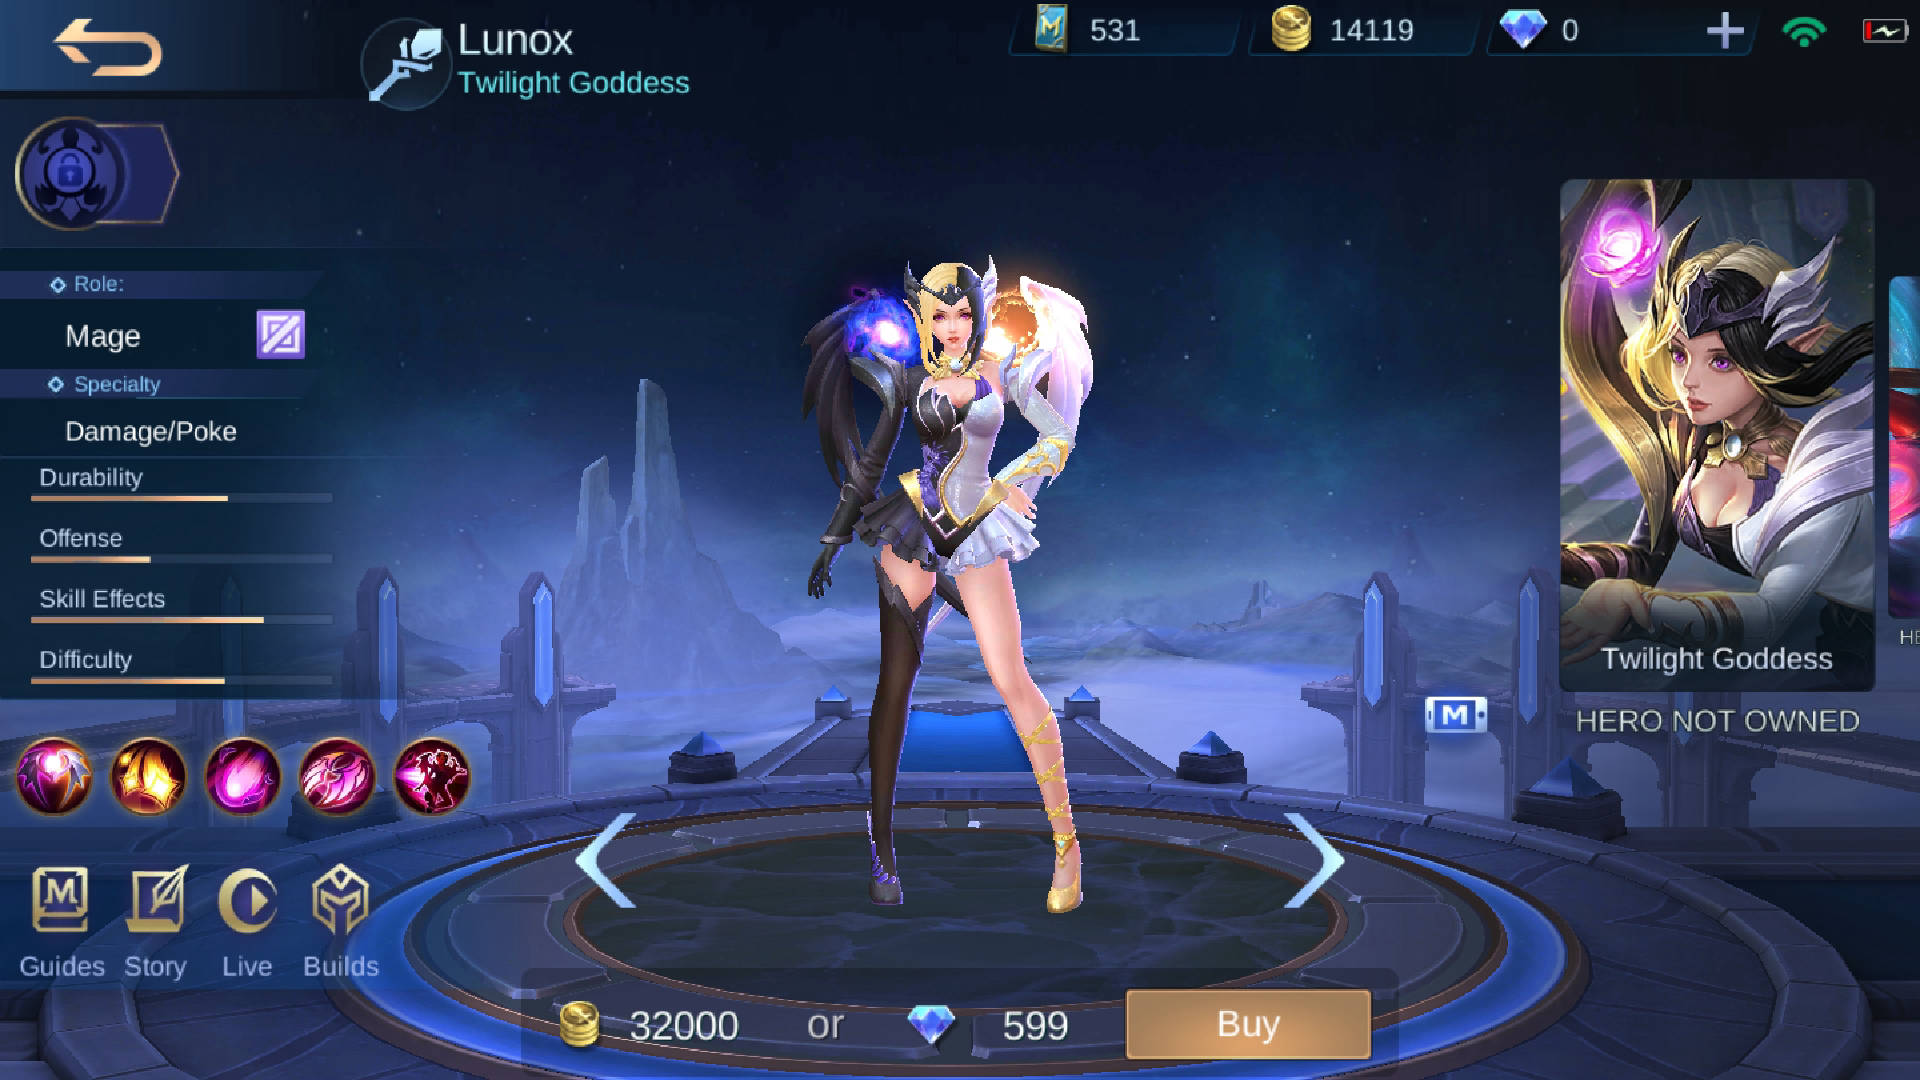 Lunox
Twilight Goddess
531
14119
0
Role:
Mage
Specialty
Damage/Poke
Durability
Offense
Skill Effects
Difficulty
Guides
Story
Live
Builds
32000
or
599
Buy
M
Twilight Goddess
HERO NOT OWNED
HE